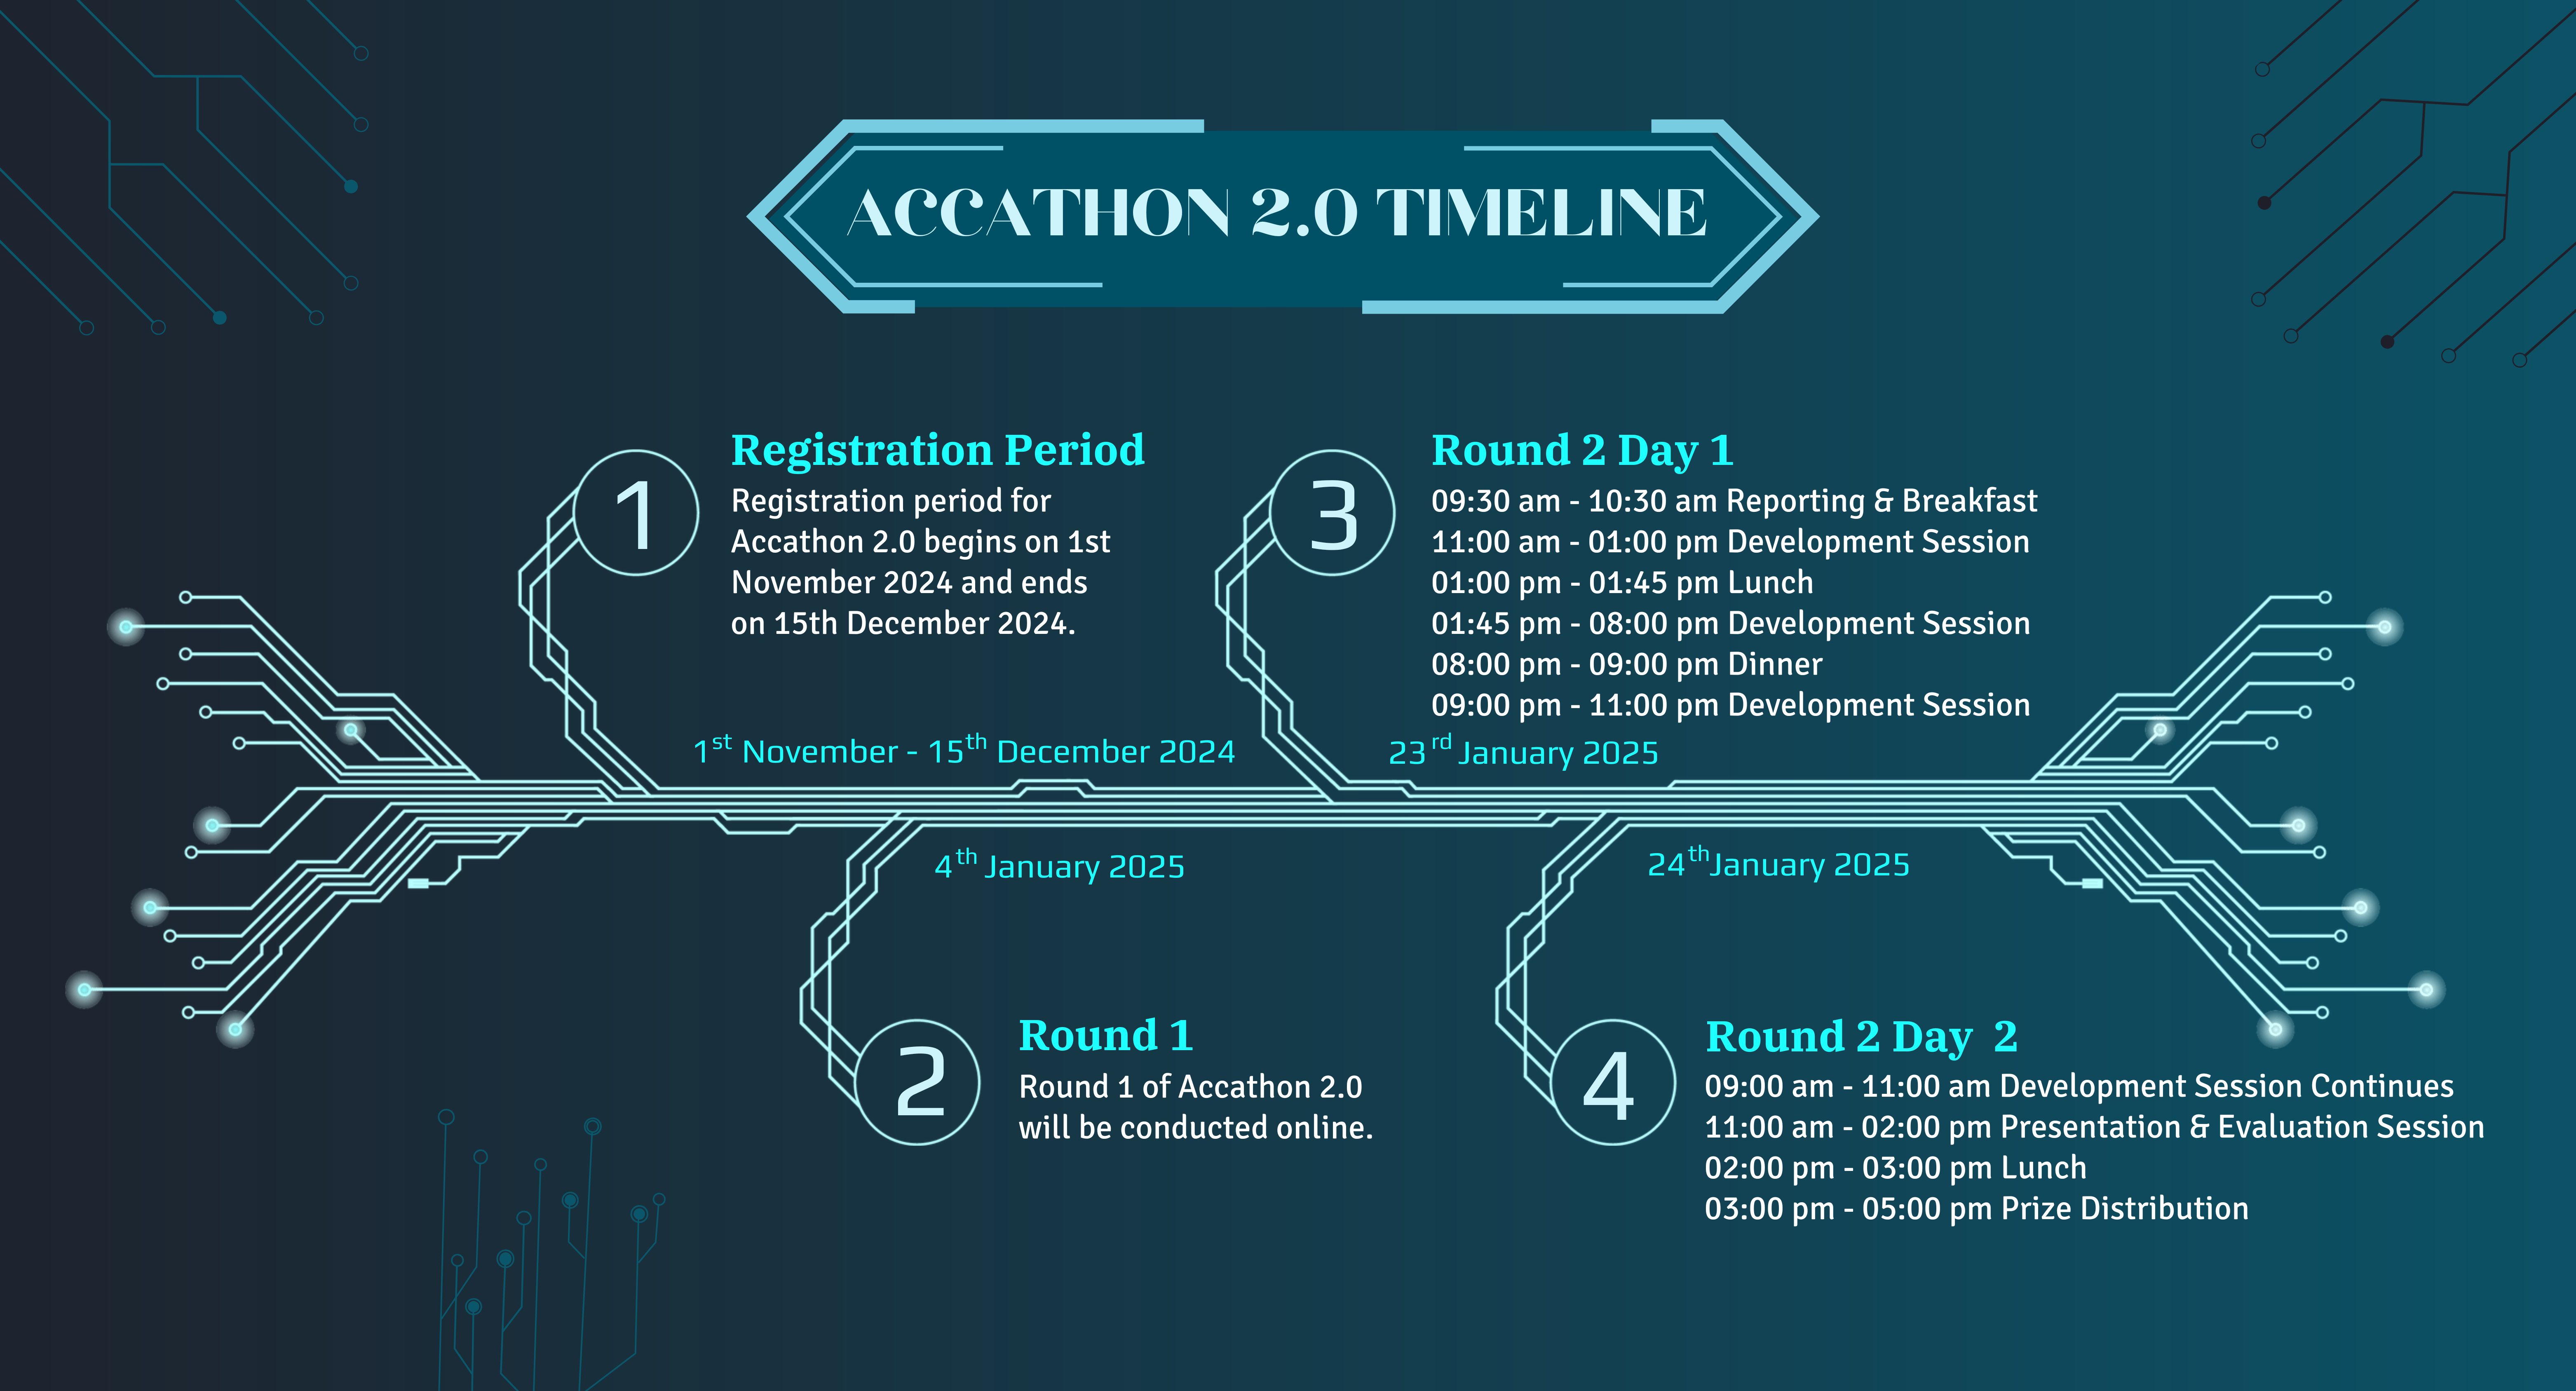 ACCATHON 2.0 TIMELINE
1
Registration Period
Registration period for
Accathon 2.0 begins on 1st
November 2024 and ends
on 15th December 2024.
1st November - 15th December 2024
3
Round 2 Day 1
09:30 am - 10:30 am Reporting & Breakfast
11:00 am - 01:00 pm Development Session
01:00 pm - 01:45 pm Lunch
01:45 pm - 08:00 pm Development Session
08:00 pm - 09:00 pm Dinner
09:00 pm - 11:00 pm Development Session
23rd January 2025
4th January 2025
2
Round 1
Round 1 of Accathon 2.0
will be conducted online.
24thJanuary 2025
4
Round 2 Day 2
09:00 am - 11:00 am Development Session Continues
11:00 am - 02:00 pm Presentation & Evaluation Session
02:00 pm - 03:00 pm Lunch
03:00 pm - 05:00 pm Prize Distribution